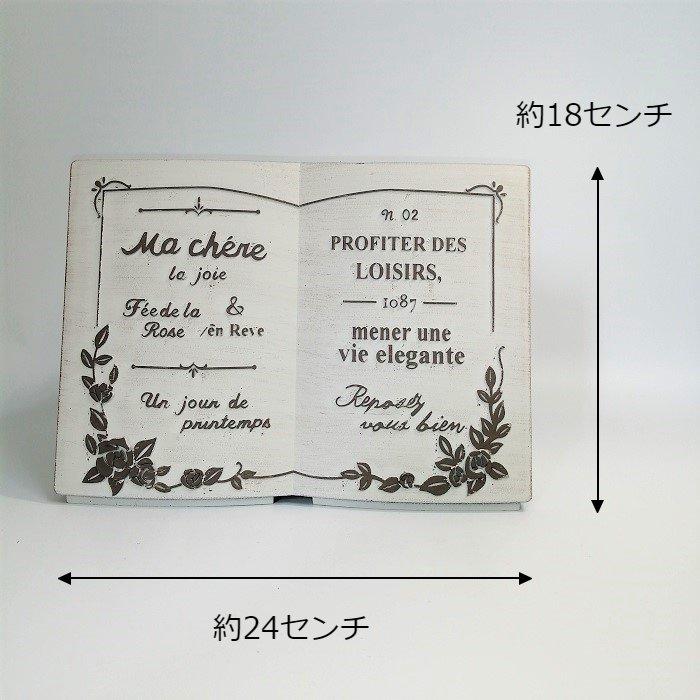 約18センチ
Ma chére
la joie
Fée de la &
Rose /ên Reve
Un jour de
printemps
n. 02
PROFITER DES
LOISIRS,
1087
mener une
vie elegante
Reposez
vous bien
約24センチ